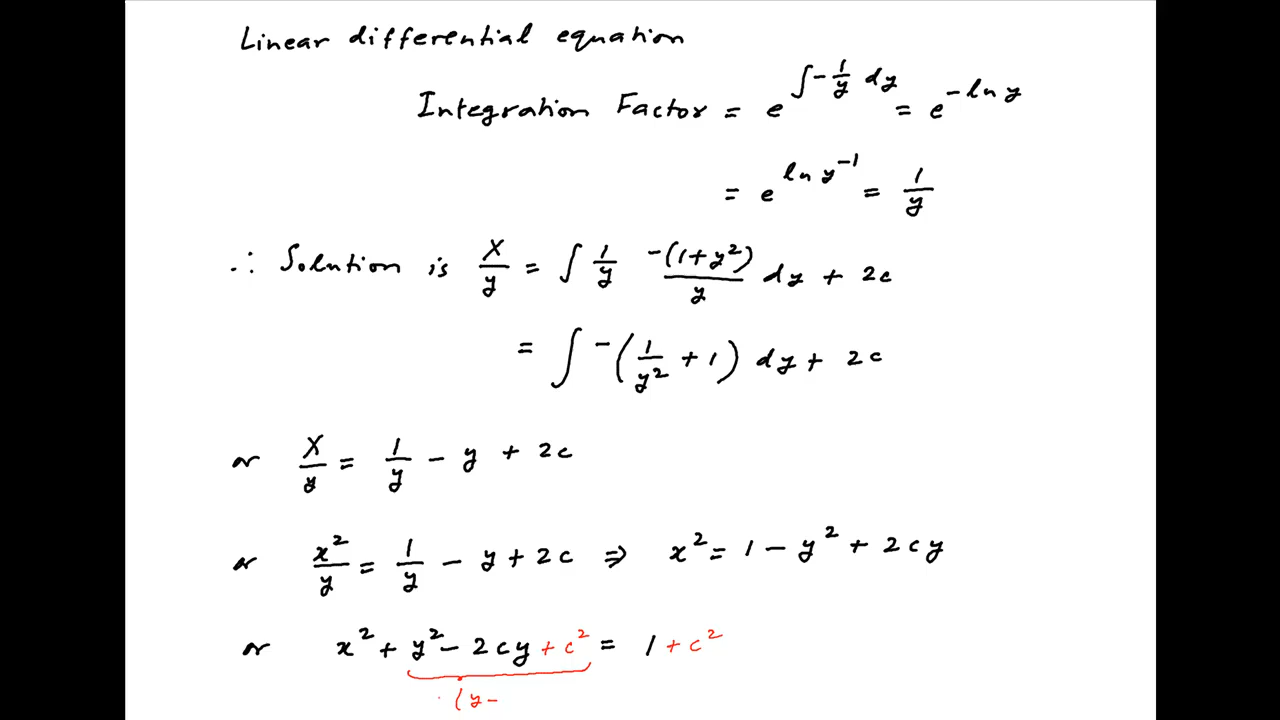 Linear differential equation
Integration Factor = e^{∫ -1/y dy} = e^{-ln y}
= e^{ln y^{-1}} = 1/y
∴ Solution is X/y = ∫ 1/y -(1+y²)/y dy + 2c
= ∫ -(1/y² + 1) dy + 2c
or X/y = 1/y - y + 2c
or x²/y = 1/y - y + 2c ⇒ x² = 1 - y² + 2cy
or x² + y² - 2cy + c² = 1 + c²
(y -